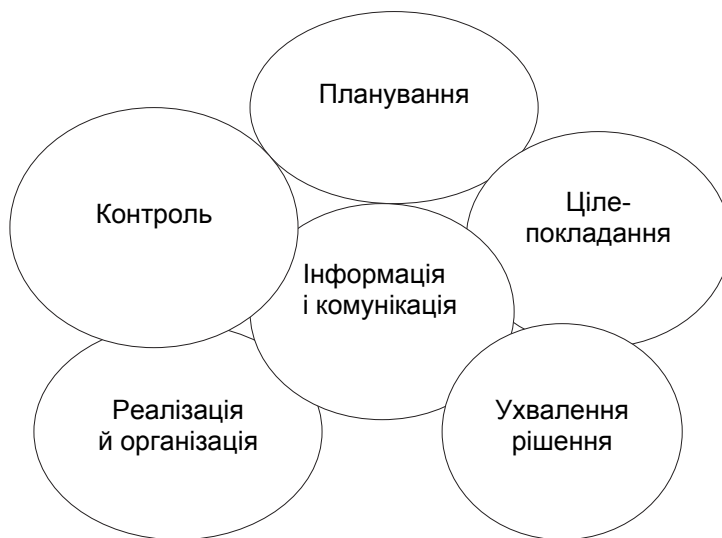 Планування
Контроль
Ціле-
покладання
Інформація
і комунікація
Реалізація
й організація
Ухвалення
рішення